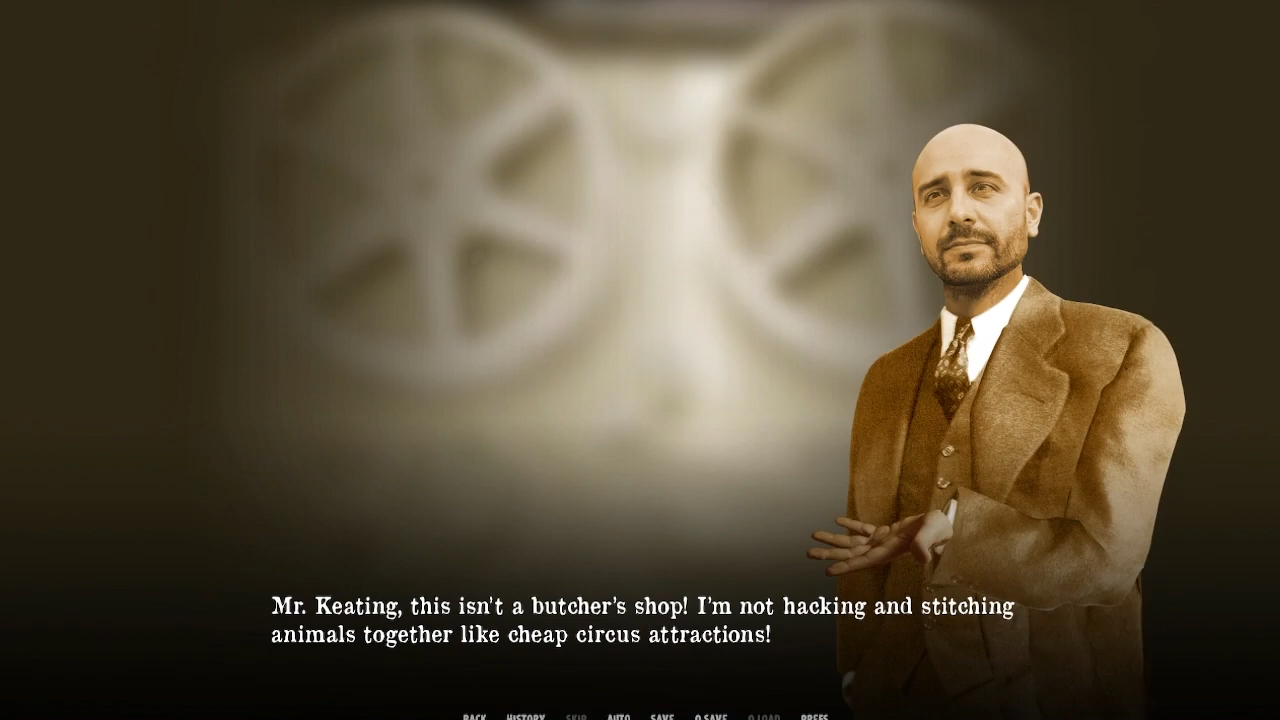 Mr. Keating, this isn't a butcher's shop! I'm not hacking and stitching
animals together like cheap circus attractions!
BACK HISTORY SKIP AUTO SAVE Q.SAVE Q.LOAD PREFS